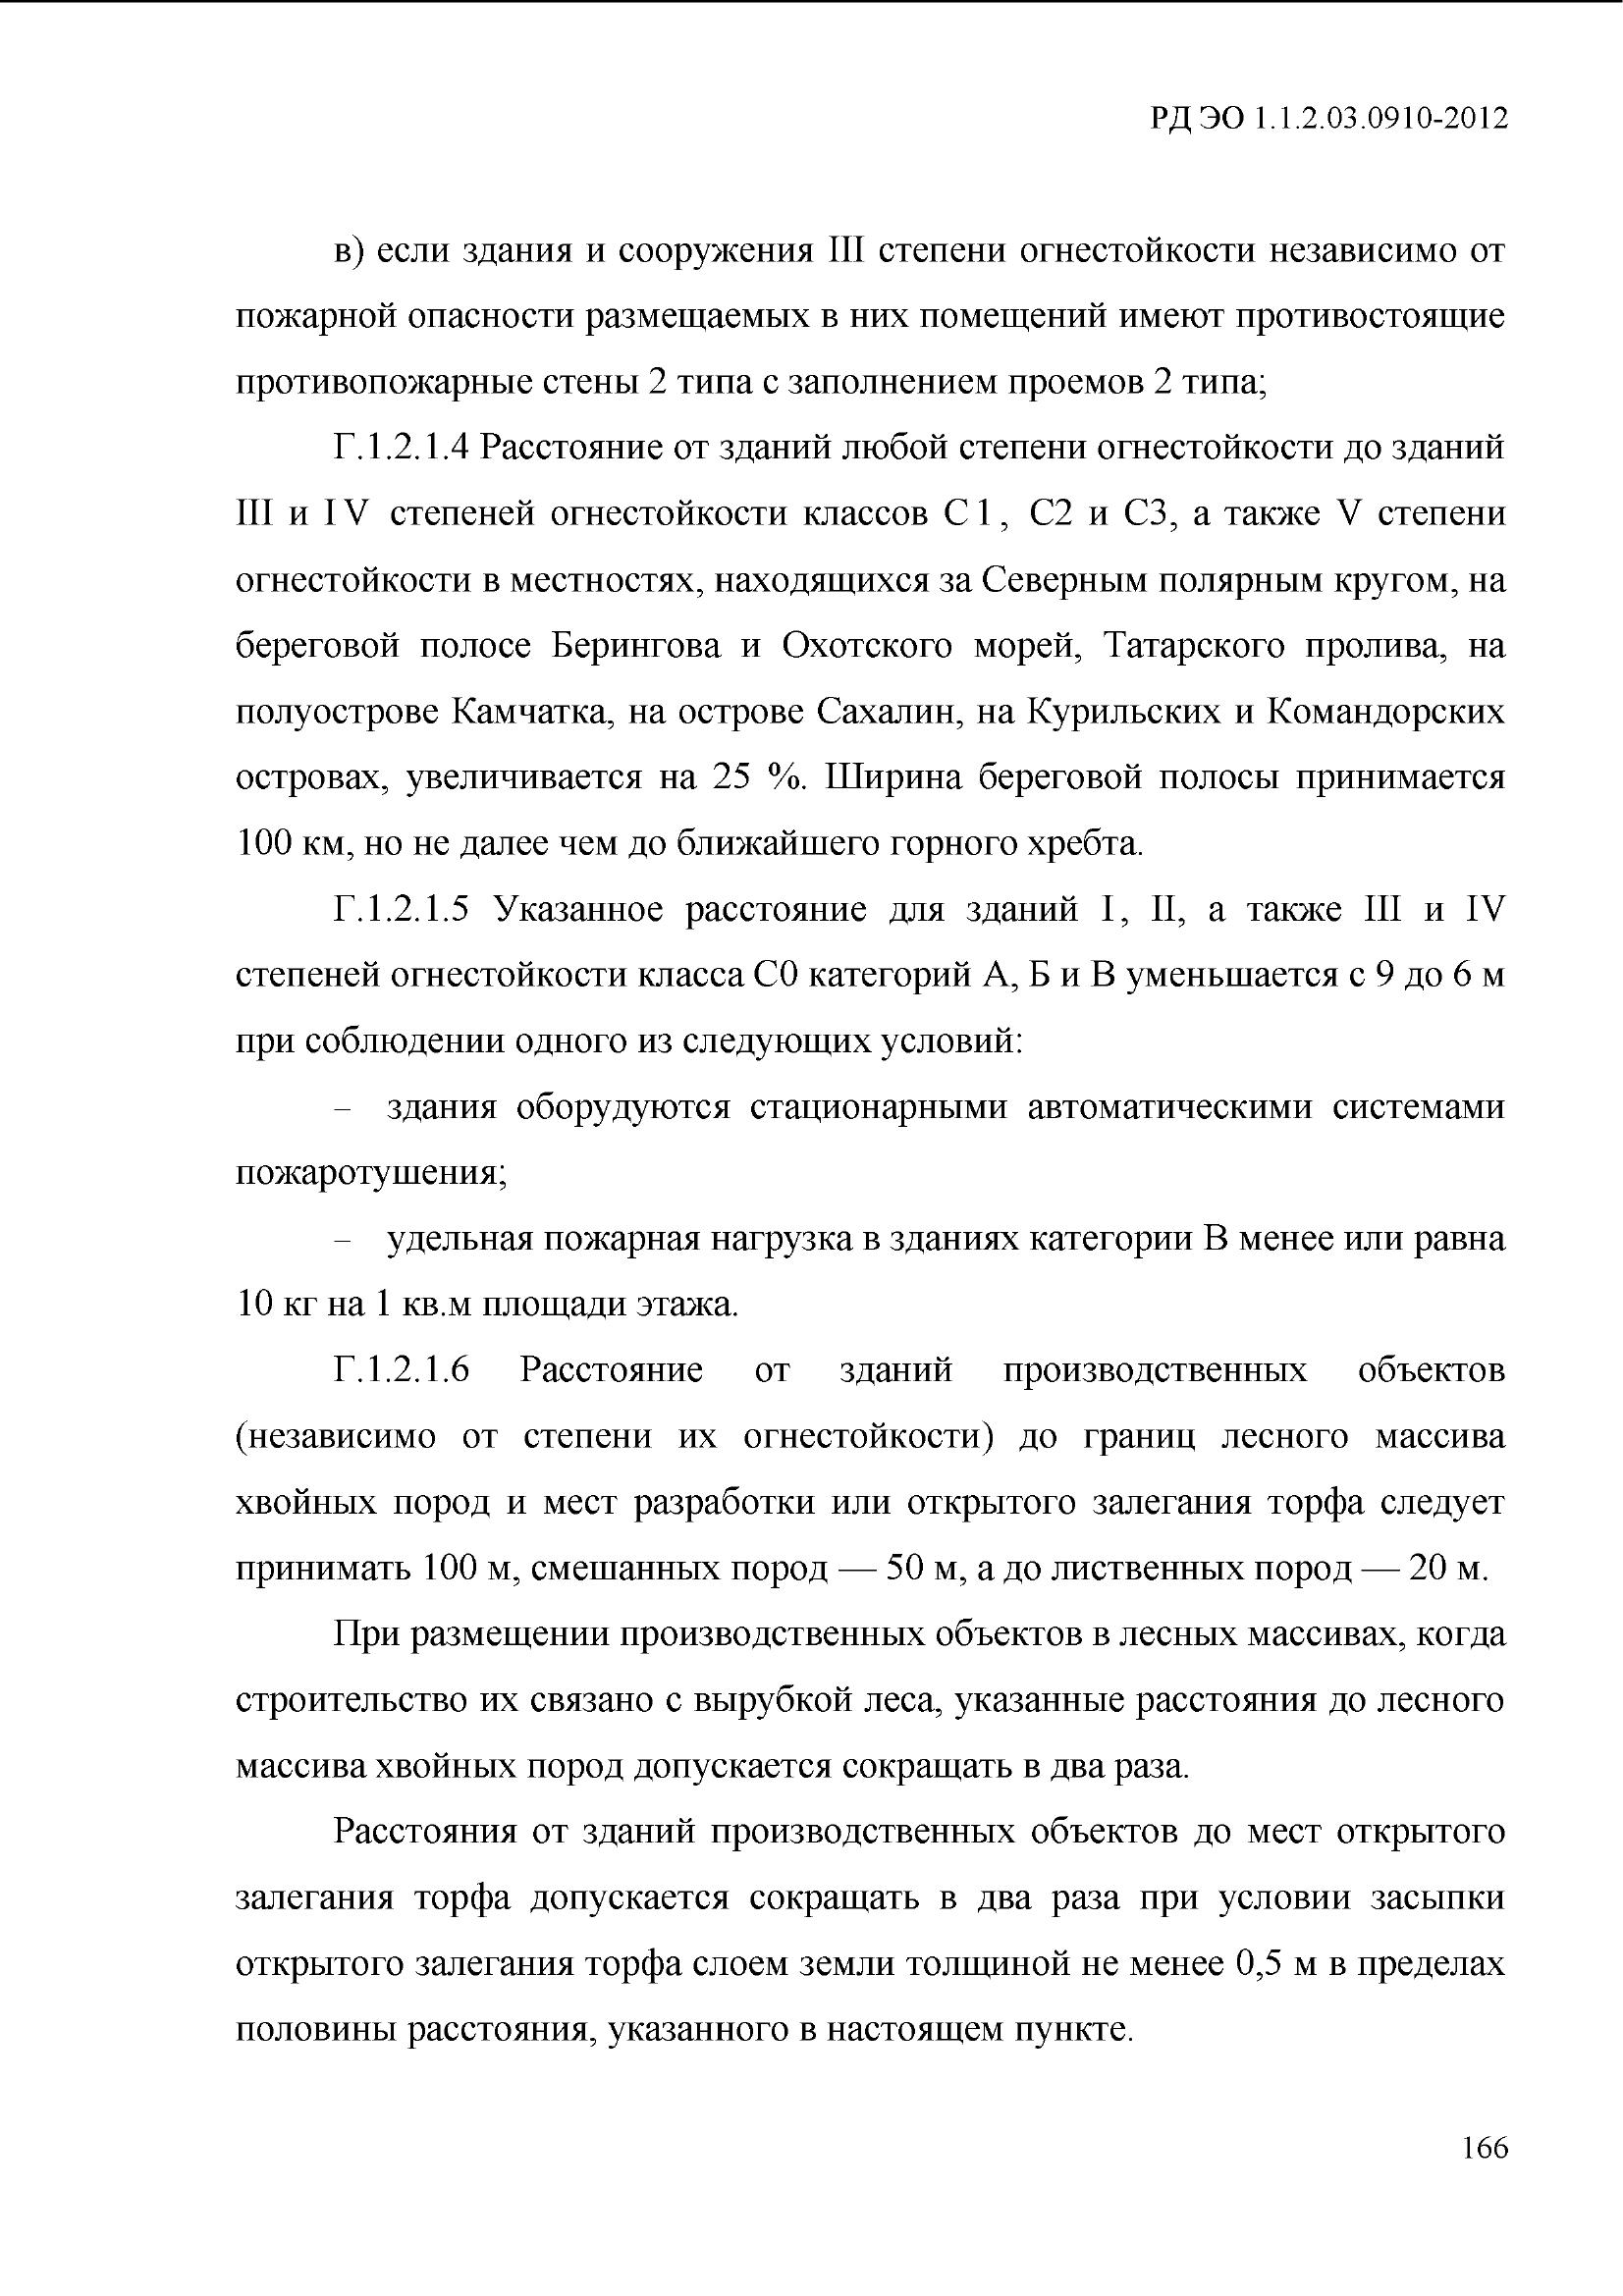 РД ЭО 1.1.2.03.0910-2012
в) если здания и сооружения III степени огнестойкости независимо от
пожарной опасности размещаемых в них помещений имеют противостоящие
противопожарные стены 2 типа с заполнением проемов 2 типа;
Г.1.2.1.4 Расстояние от зданий любой степени огнестойкости до зданий
III и IV степеней огнестойкости классов С1, С2 и С3, а также V степени
огнестойкости в местностях, находящихся за Северным полярным кругом, на
береговой полосе Берингова и Охотского морей, Татарского пролива, на
полуострове Камчатка, на острове Сахалин, на Курильских и Командорских
островах, увеличивается на 25 %. Ширина береговой полосы принимается
100 км, но не далее чем до ближайшего горного хребта.
Г.1.2.1.5 Указанное расстояние для зданий I, II, а также III и IV
степеней огнестойкости класса С0 категорий А, Б и В уменьшается с 9 до 6 м
при соблюдении одного из следующих условий:
– здания оборудуются стационарными автоматическими системами
пожаротушения;
– удельная пожарная нагрузка в зданиях категории В менее или равна
10 кг на 1 кв.м площади этажа.
Г.1.2.1.6 Расстояние от зданий производственных объектов
(независимо от степени их огнестойкости) до границ лесного массива
хвойных пород и мест разработки или открытого залегания торфа следует
принимать 100 м, смешанных пород — 50 м, а до лиственных пород — 20 м.
При размещении производственных объектов в лесных массивах, когда
строительство их связано с вырубкой леса, указанные расстояния до лесного
массива хвойных пород допускается сокращать в два раза.
Расстояния от зданий производственных объектов до мест открытого
залегания торфа допускается сокращать в два раза при условии засыпки
открытого залегания торфа слоем земли толщиной не менее 0,5 м в пределах
половины расстояния, указанного в настоящем пункте.
166